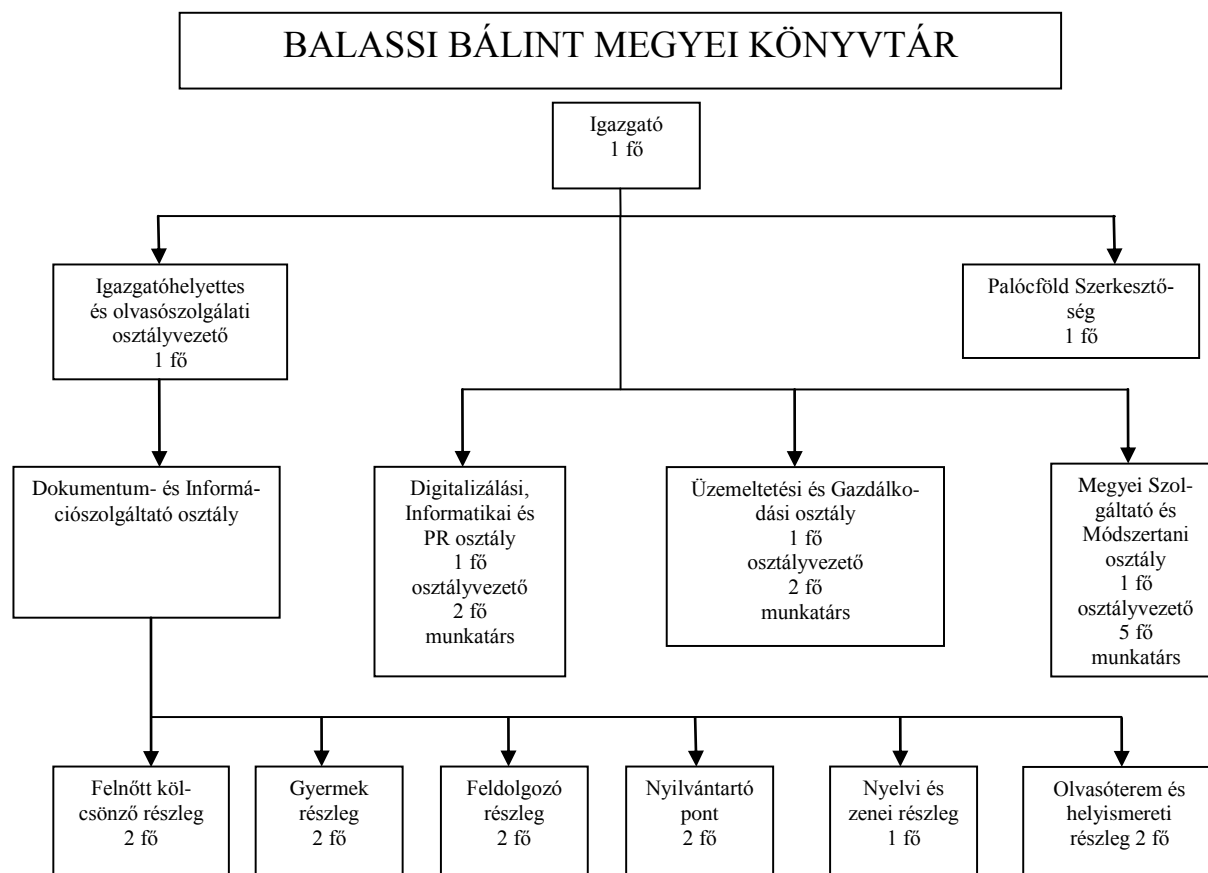 BALASSI BÁLINT MEGYEI KÖNYVTÁR
Igazgató
1 fő
Igazgatóhelyettes
és olvasószolgálati
osztályvezető
1 fő
Palócföld Szerkesztő-
ség
1 fő
Dokumentum- és Informá-
ciószolgáltató osztály
Digitalizálási,
Informatikai és
PR osztály
1 fő
osztályvezető
2 fő
munkatárs
Üzemeltetési és Gazdálko-
dási osztály
1 fő
osztályvezető
2 fő
munkatárs
Megyei Szol-
gáltató és
Módszertani
osztály
1 fő
osztályvezető
5 fő
munkatárs
Felnőtt köl-
csönző részleg
2 fő
Gyermek
részleg
2 fő
Feldolgozó
részleg
2 fő
Nyilvántartó
pont
2 fő
Nyelvi és
zenei részleg
1 fő
Olvasóterem és
helyismereti
részleg 2 fő